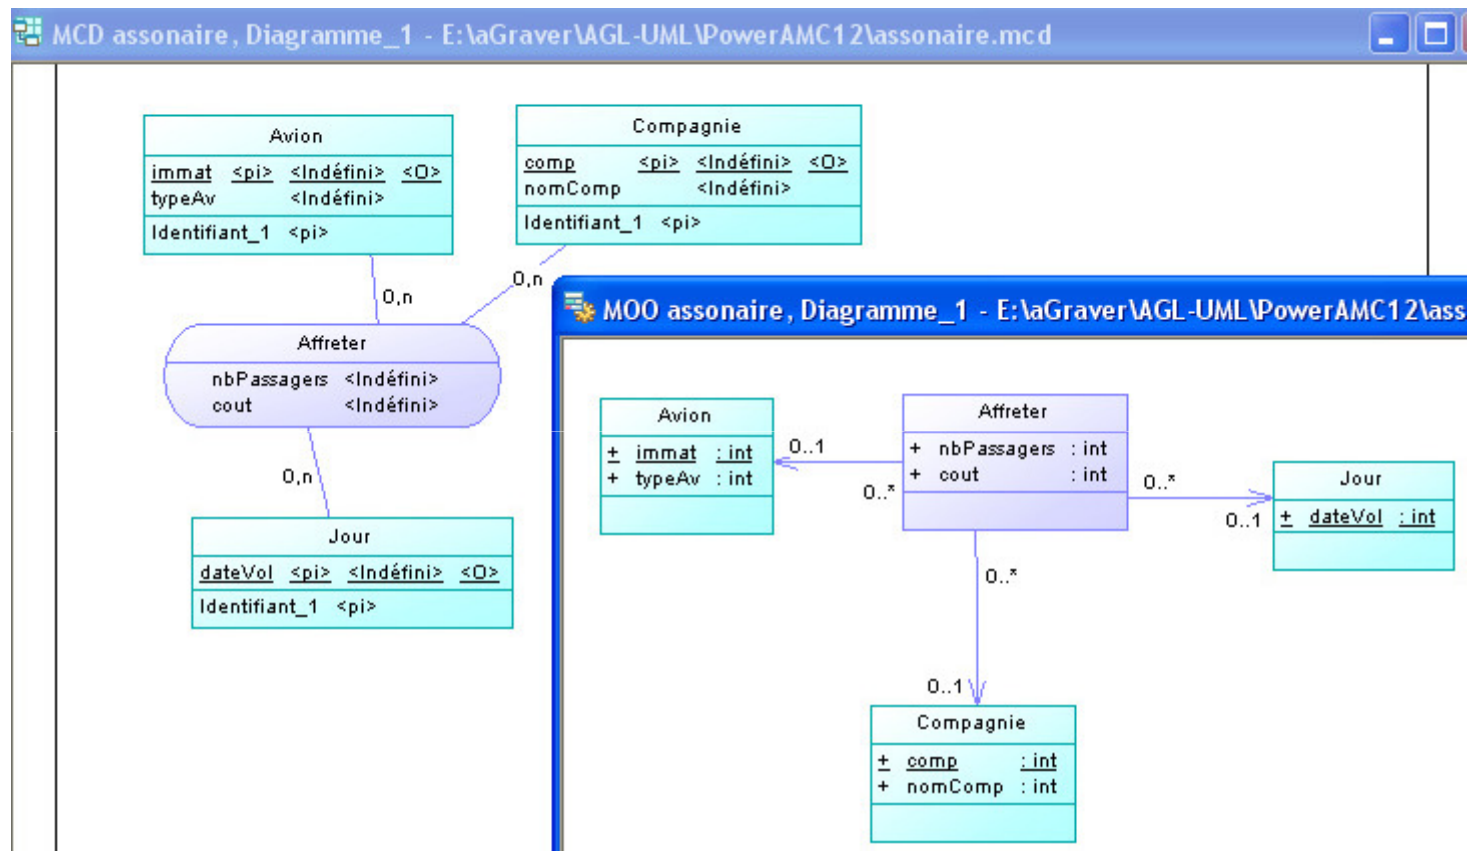 MCD assonaire, Diagramme_1 - E:\aGraver\AGL-UML\PowerAMC12\assonaire.mcd
Avion
immat <pi> <Indéfini> <O>
typeAv <Indéfini>
Identifiant_1 <pi>
Compagnie
comp <pi> <Indéfini> <O>
nomComp <Indéfini>
Identifiant_1 <pi>
0,n
0,n
Affreter
nbPassagers <Indéfini>
cout <Indéfini>
0,n
Jour
dateVol <pi> <Indéfini> <O>
Identifiant_1 <pi>
MOO assonaire, Diagramme_1 - E:\aGraver\AGL-UML\PowerAMC12\ass
Avion
+ immat : int
+ typeAv : int
0..1
0..*
Affreter
+ nbPassagers : int
+ cout : int
0..*
0..1
Jour
+ dateVol : int
0..*
0..1
Compagnie
+ comp : int
+ nomComp : int